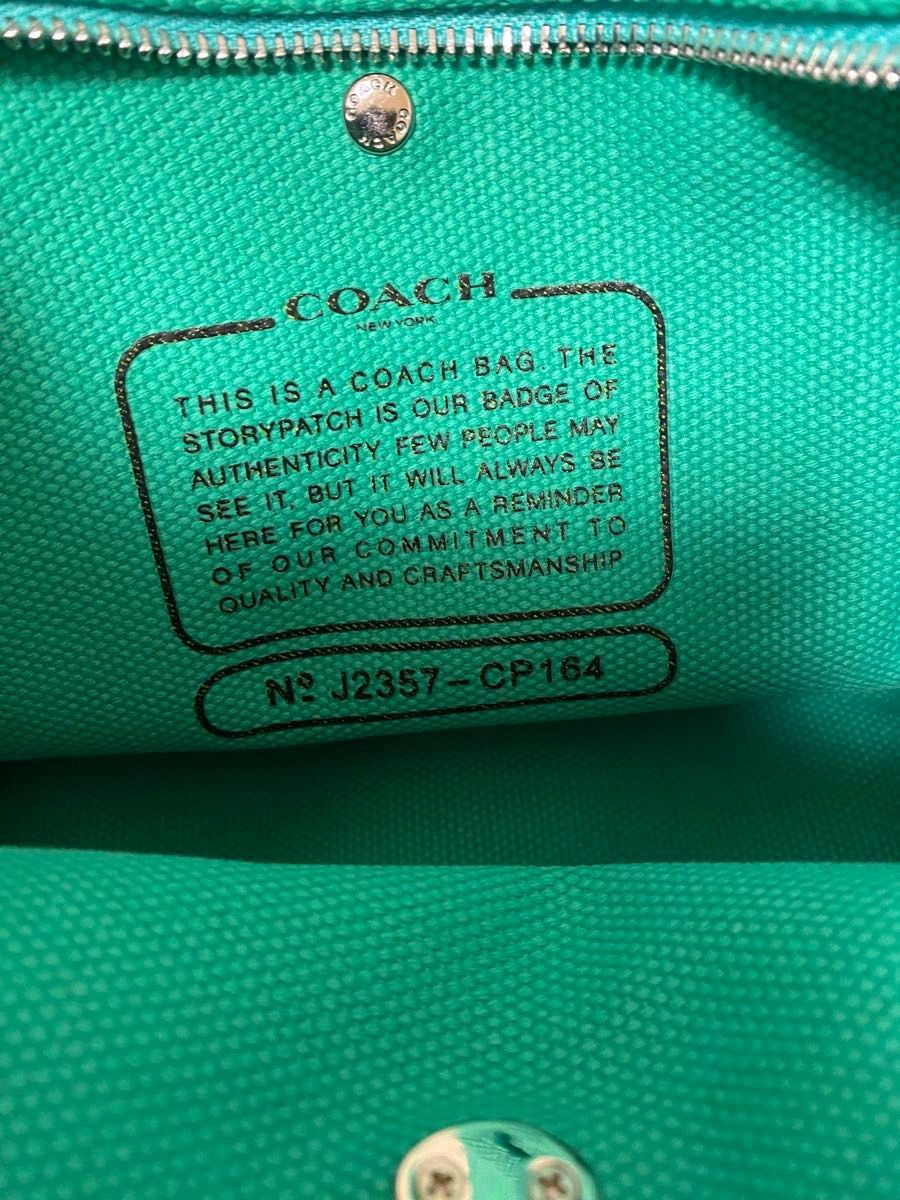 COACH COACH
COACH
NEW YORK
THIS IS A COACH BAG. THE
STORYPATCH IS OUR BADGE OF
AUTHENTICITY. FEW PEOPLE MAY
SEE IT, BUT IT WILL ALWAYS BE
HERE FOR YOU AS A REMINDER
OF OUR COMMITMENT TO
QUALITY AND CRAFTSMANSHIP
Nº J2357-CP164